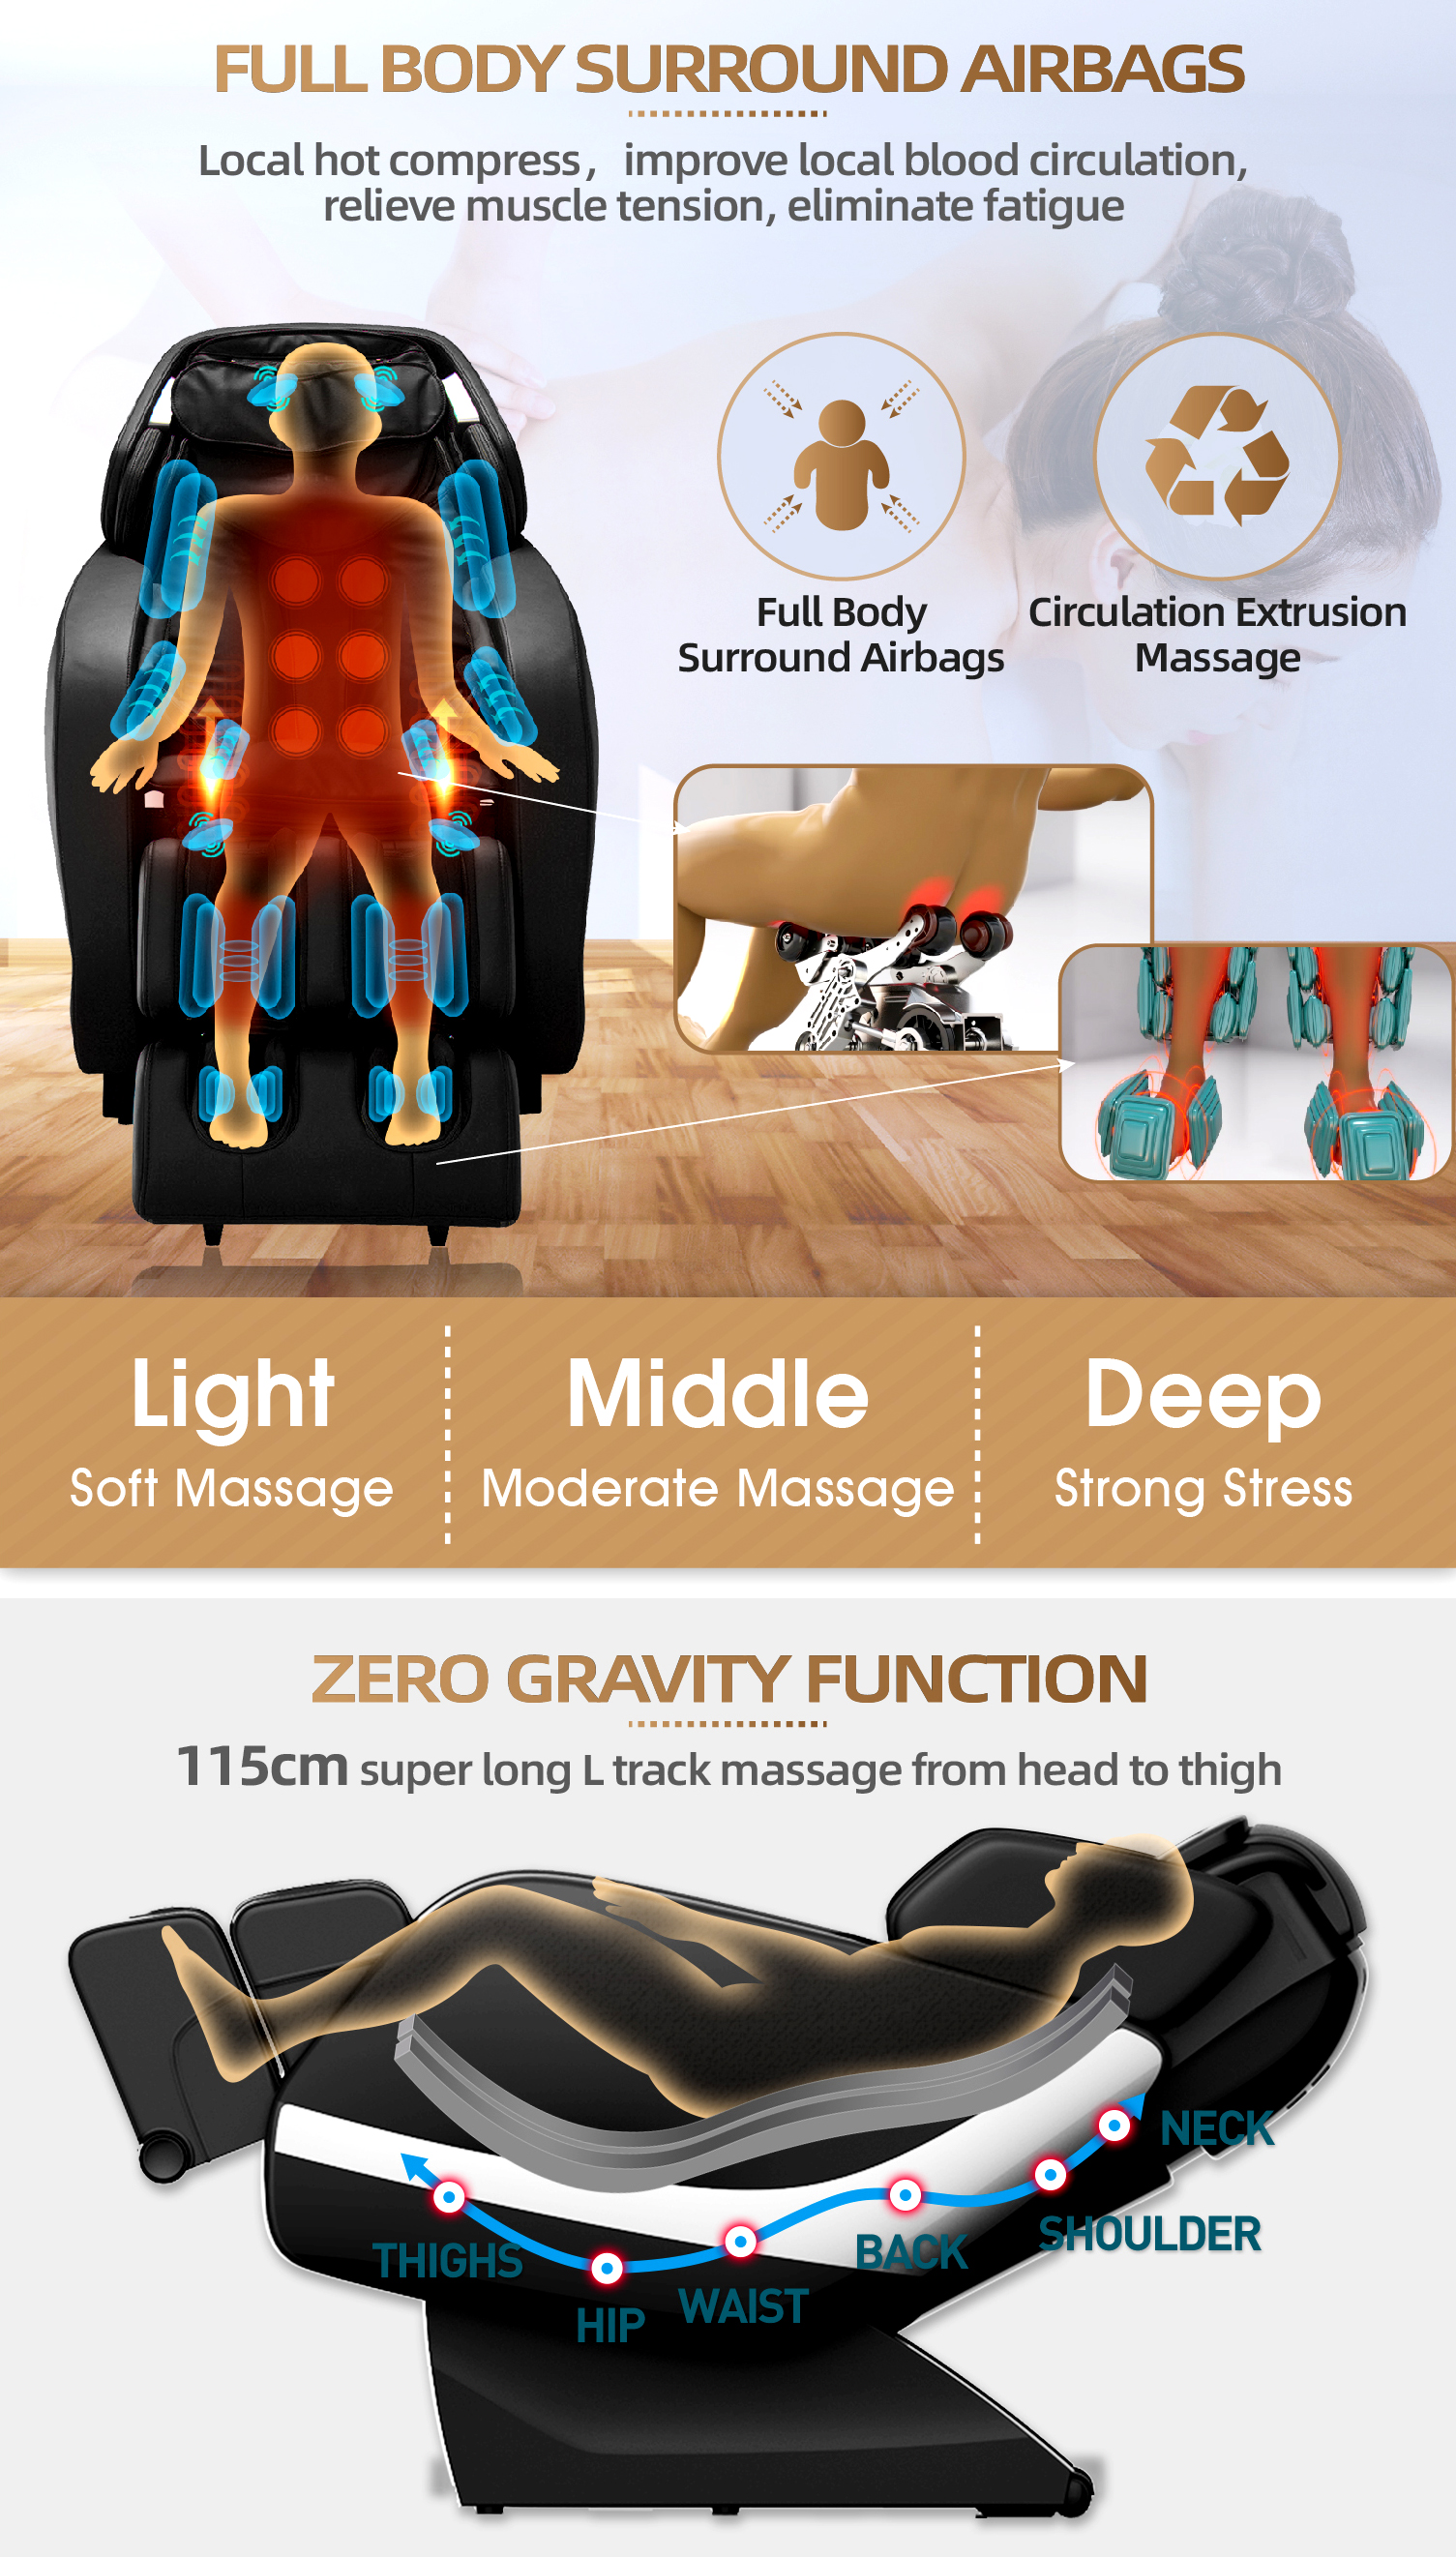 FULL BODY SURROUND AIRBAGS
Local hot compress, improve local blood circulation,
relieve muscle tension, eliminate fatigue
Full Body
Surround Airbags
Circulation Extrusion
Massage
Light
Soft Massage
Middle
Moderate Massage
Deep
Strong Stress
ZERO GRAVITY FUNCTION
115cm super long L track massage from head to thigh
NECK
SHOULDER
BACK
THIGHS
WAIST
HIP